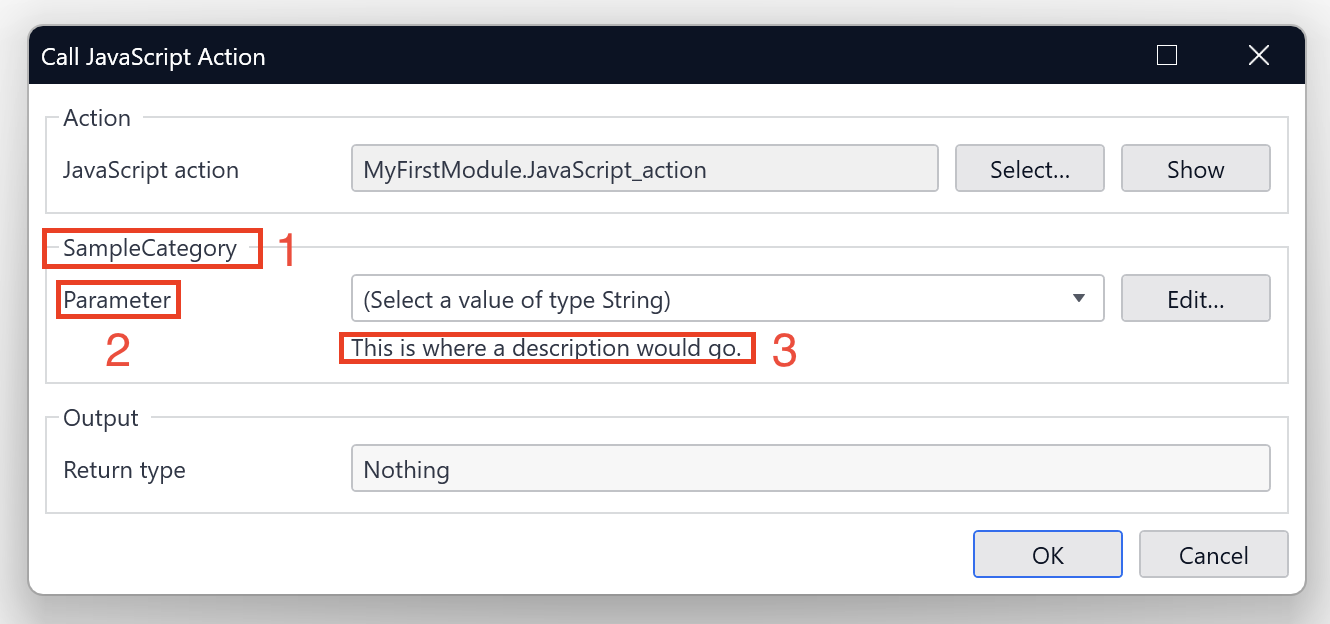 Call JavaScript Action
Action
JavaScript action MyFirstModule.JavaScript_action Select... Show
SampleCategory 1
Parameter (Select a value of type String) Edit...
2 This is where a description would go. 3
Output
Return type Nothing
OK Cancel